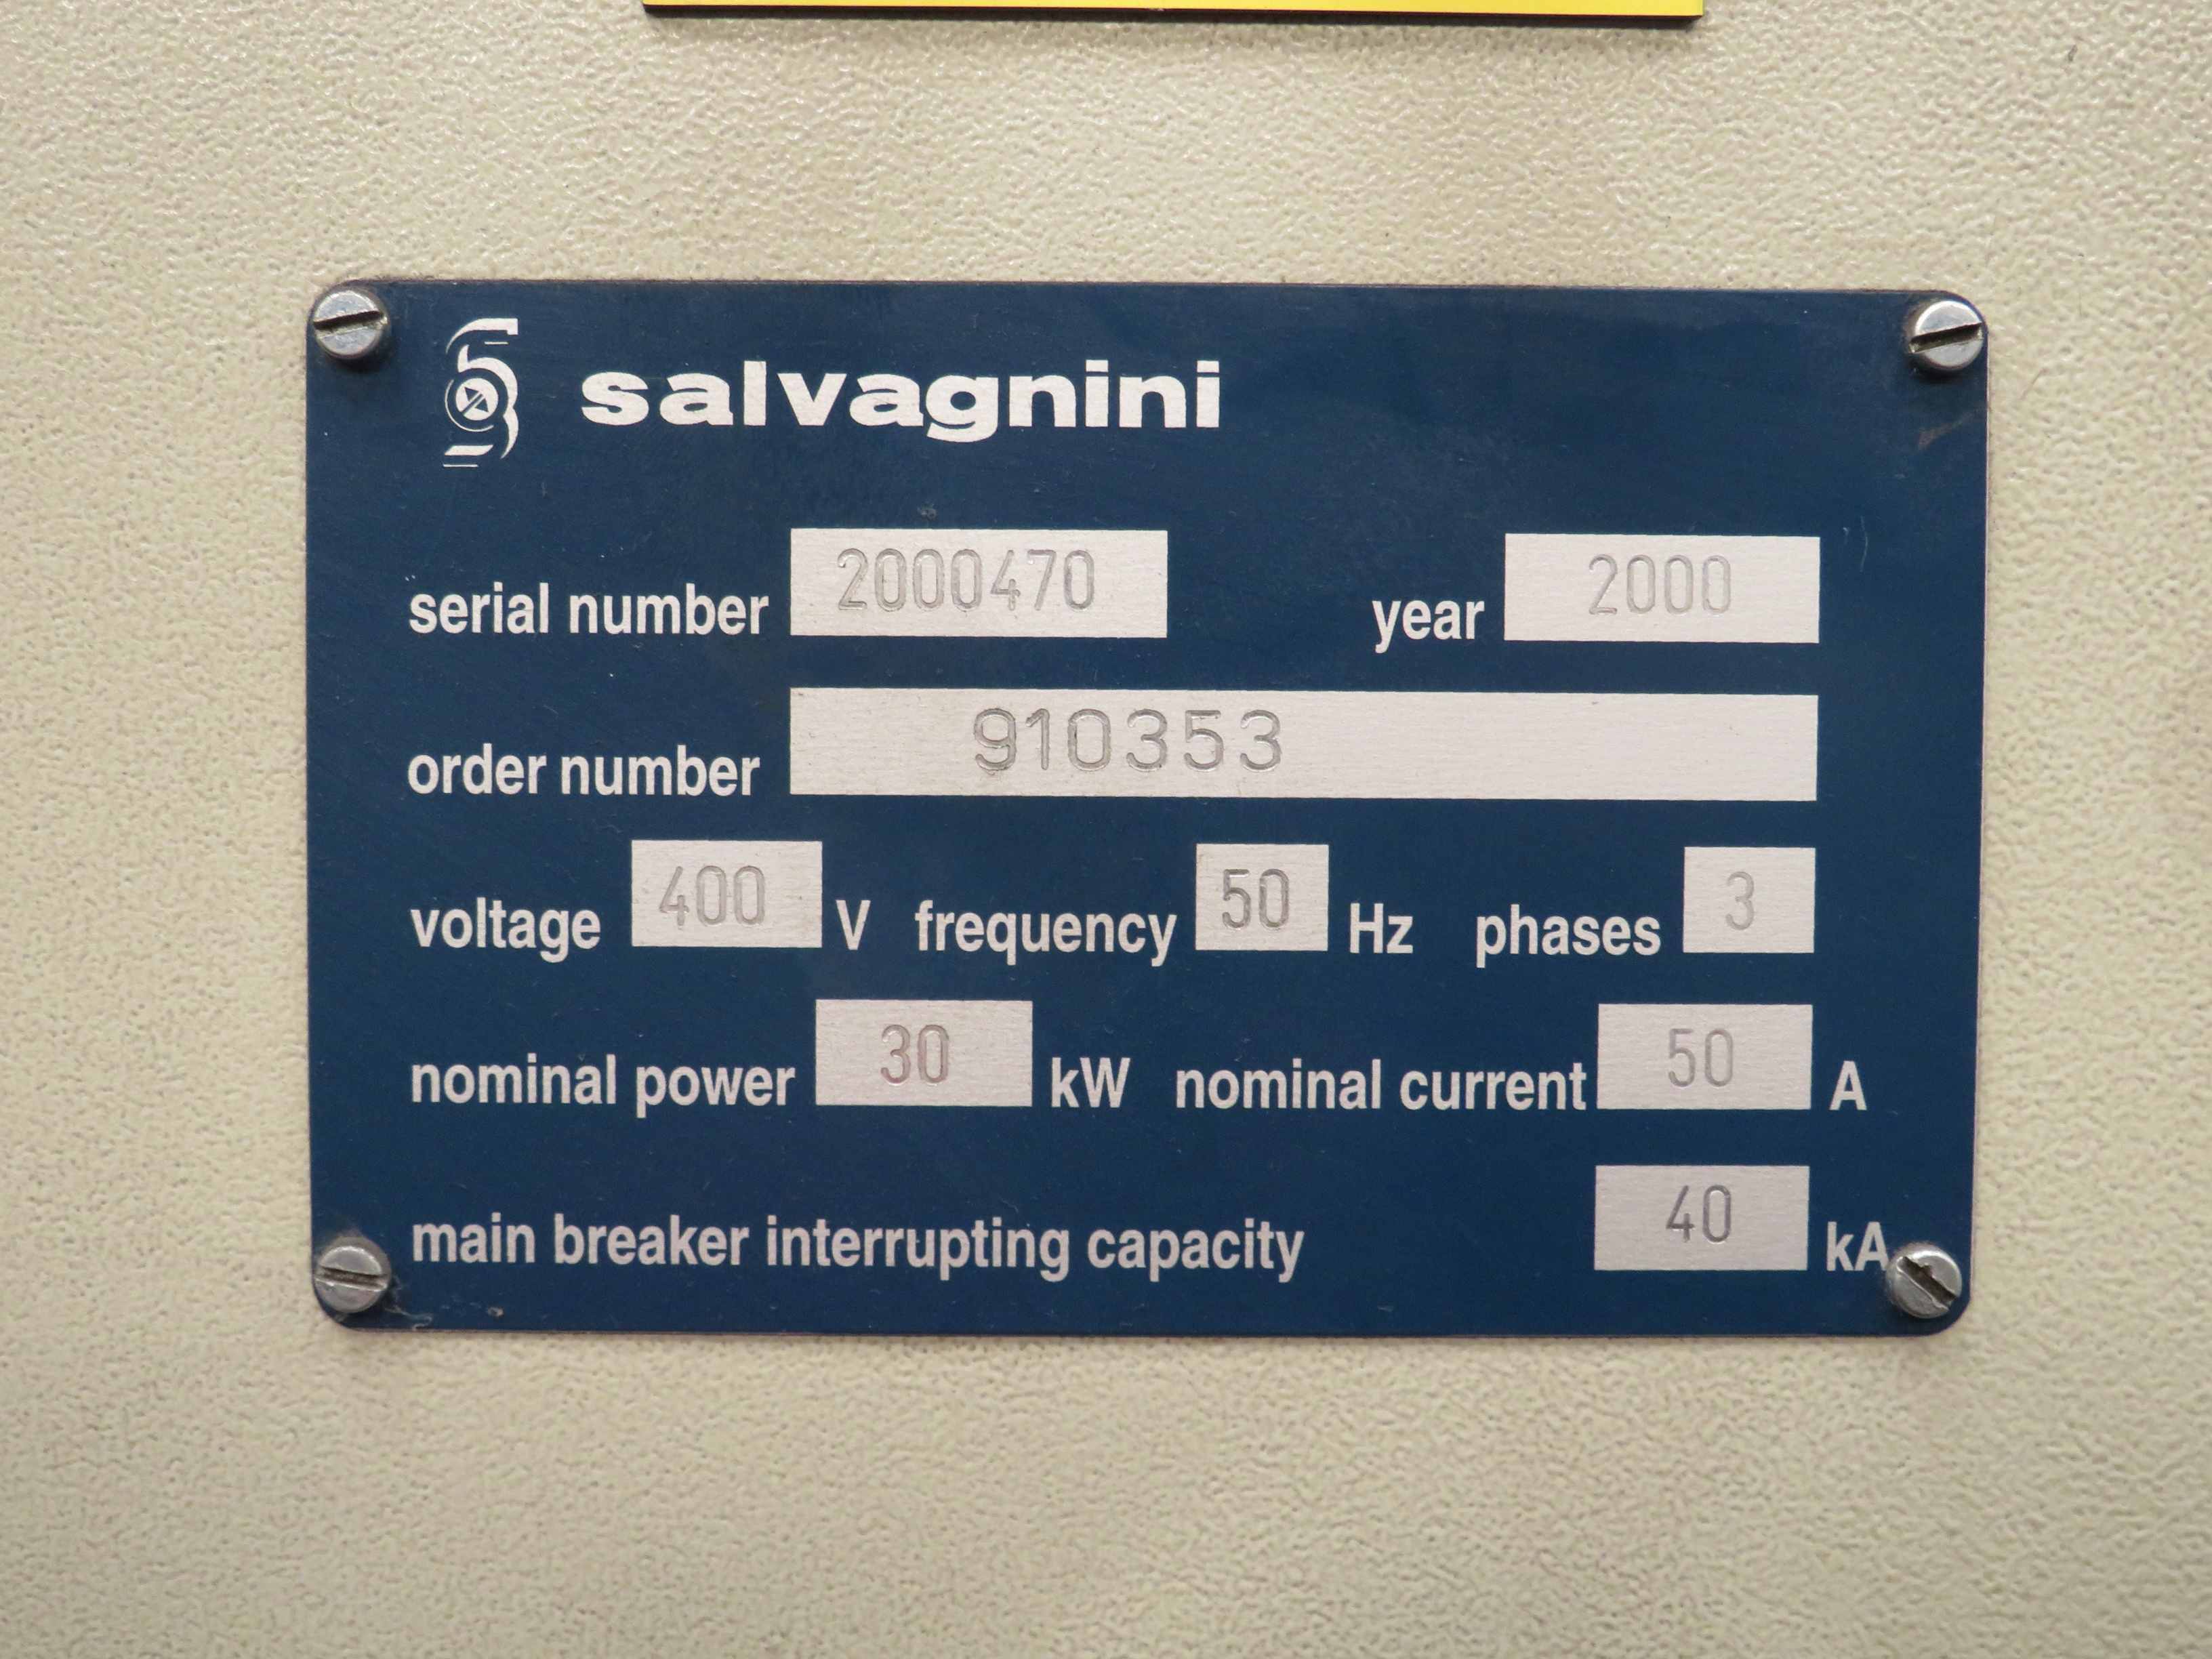 salvagnini
serial number 2000470 year 2000
order number 910353
voltage 400 V frequency 50 Hz phases 3
nominal power 30 kW nominal current 50 A
main breaker interrupting capacity 40 kA